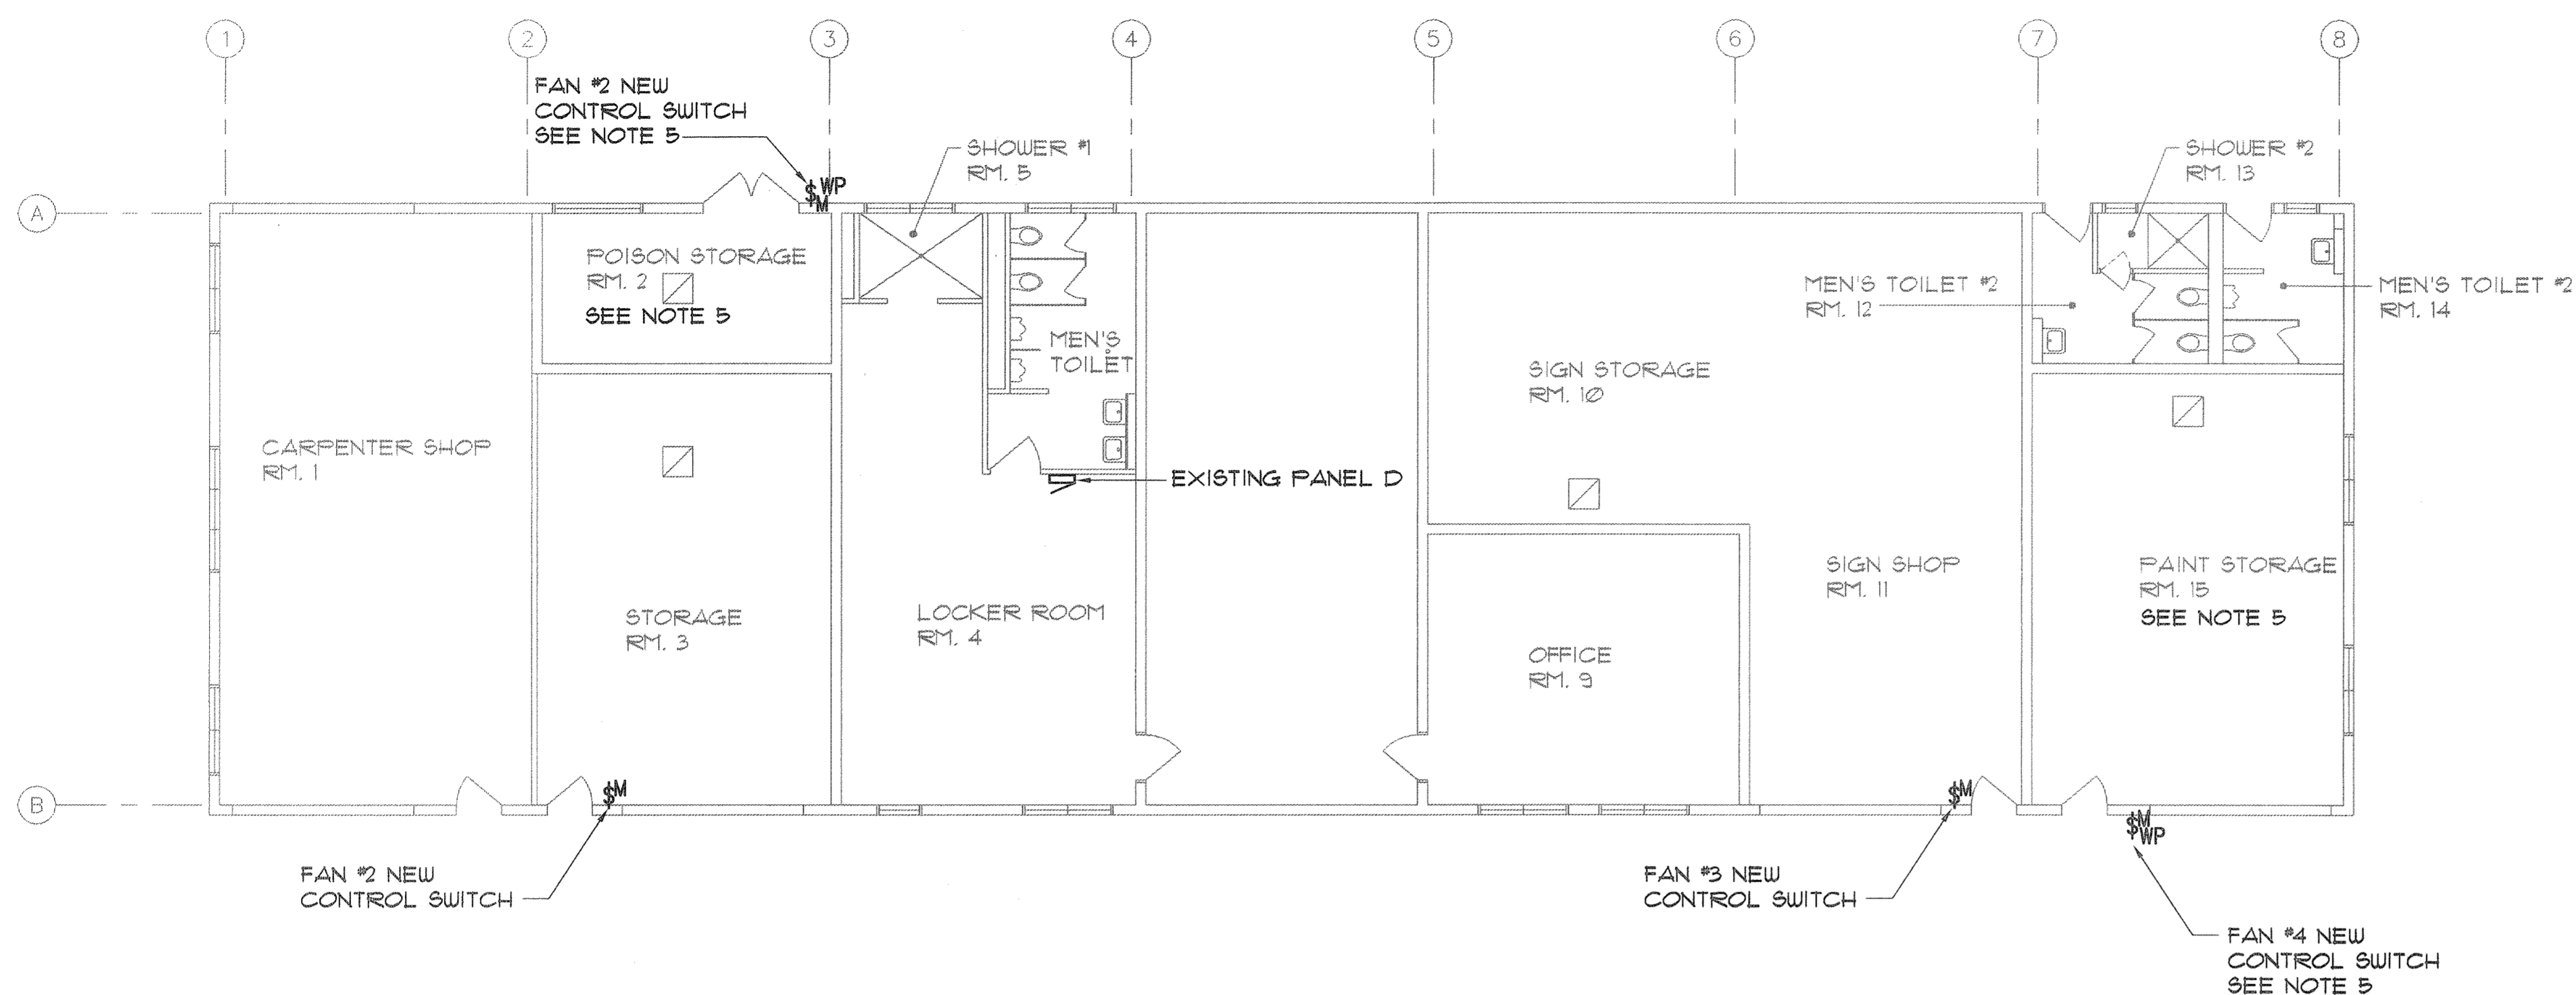 1 2 3 4 5 6 7 8
FAN #2 NEW
CONTROL SWITCH
SEE NOTE 5
$WP
M
SHOWER #1
RM. 5
SHOWER #2
RM. 13
A
POISON STORAGE
RM. 2
SEE NOTE 5
MEN'S
TOILET
MEN'S TOILET #2
RM. 12
MEN'S TOILET #2
RM. 14
SIGN STORAGE
RM. 10
CARPENTER SHOP
RM. 1
EXISTING PANEL D
STORAGE
RM. 3
LOCKER ROOM
RM. 4
OFFICE
RM. 9
SIGN SHOP
RM. 11
PAINT STORAGE
RM. 15
SEE NOTE 5
B
$M
$M
$M
WP
FAN #2 NEW
CONTROL SWITCH
FAN #3 NEW
CONTROL SWITCH
FAN #4 NEW
CONTROL SWITCH
SEE NOTE 5